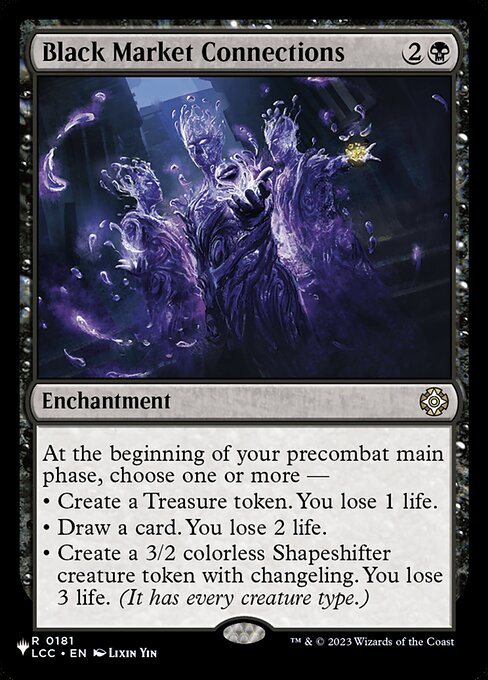 Black Market Connections 2
Enchantment
At the beginning of your precombat main
phase, choose one or more —
• Create a Treasure token. You lose 1 life.
• Draw a card. You lose 2 life.
• Create a 3/2 colorless Shapeshifter
creature token with changeling. You lose
3 life. (It has every creature type.)
R 0181
LCC • EN Lixin Yin
™ & © 2023 Wizards of the Coast